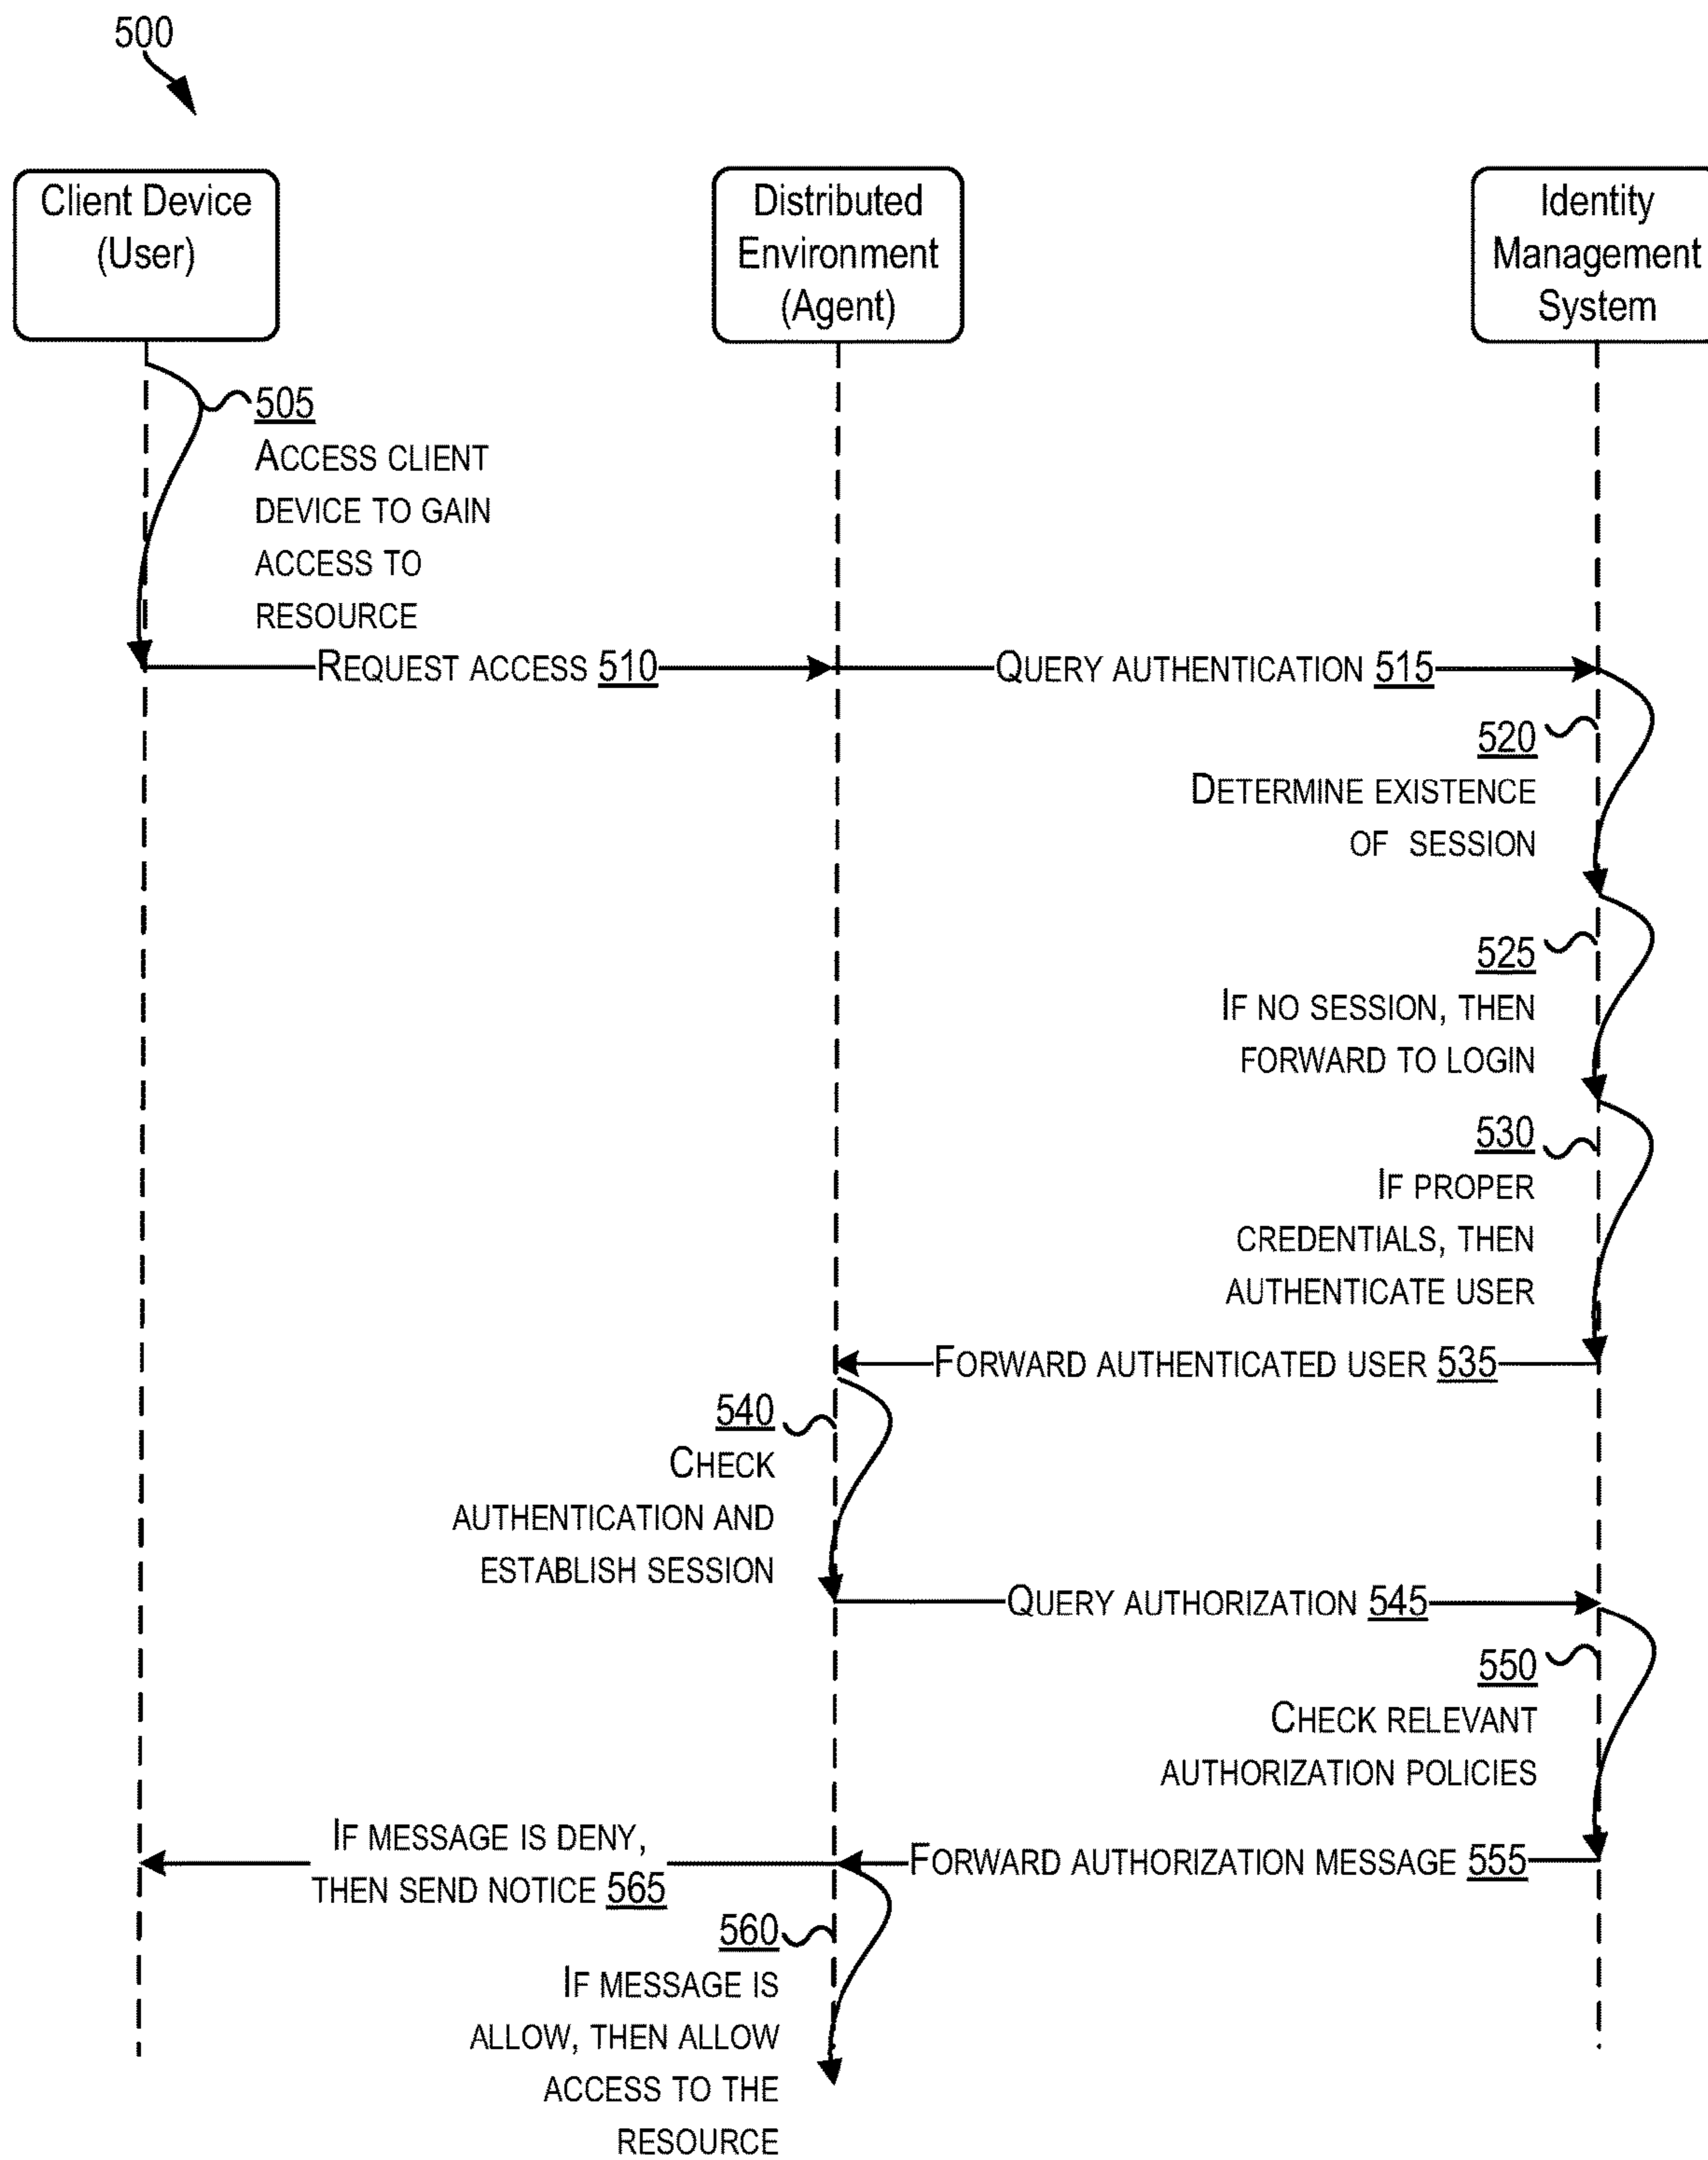 500
Client Device
(User)
Distributed
Environment
(Agent)
Identity
Management
System
505
ACCESS CLIENT
DEVICE TO GAIN
ACCESS TO
RESOURCE
REQUEST ACCESS 510
QUERY AUTHENTICATION 515
520
DETERMINE EXISTENCE
OF SESSION
525
IF NO SESSION, THEN
FORWARD TO LOGIN
530
IF PROPER
CREDENTIALS, THEN
AUTHENTICATE USER
FORWARD AUTHENTICATED USER 535
540
CHECK
AUTHENTICATION AND
ESTABLISH SESSION
QUERY AUTHORIZATION 545
550
CHECK RELEVANT
AUTHORIZATION POLICIES
FORWARD AUTHORIZATION MESSAGE 555
IF MESSAGE IS DENY,
THEN SEND NOTICE 565
560
IF MESSAGE IS
ALLOW, THEN ALLOW
ACCESS TO THE
RESOURCE